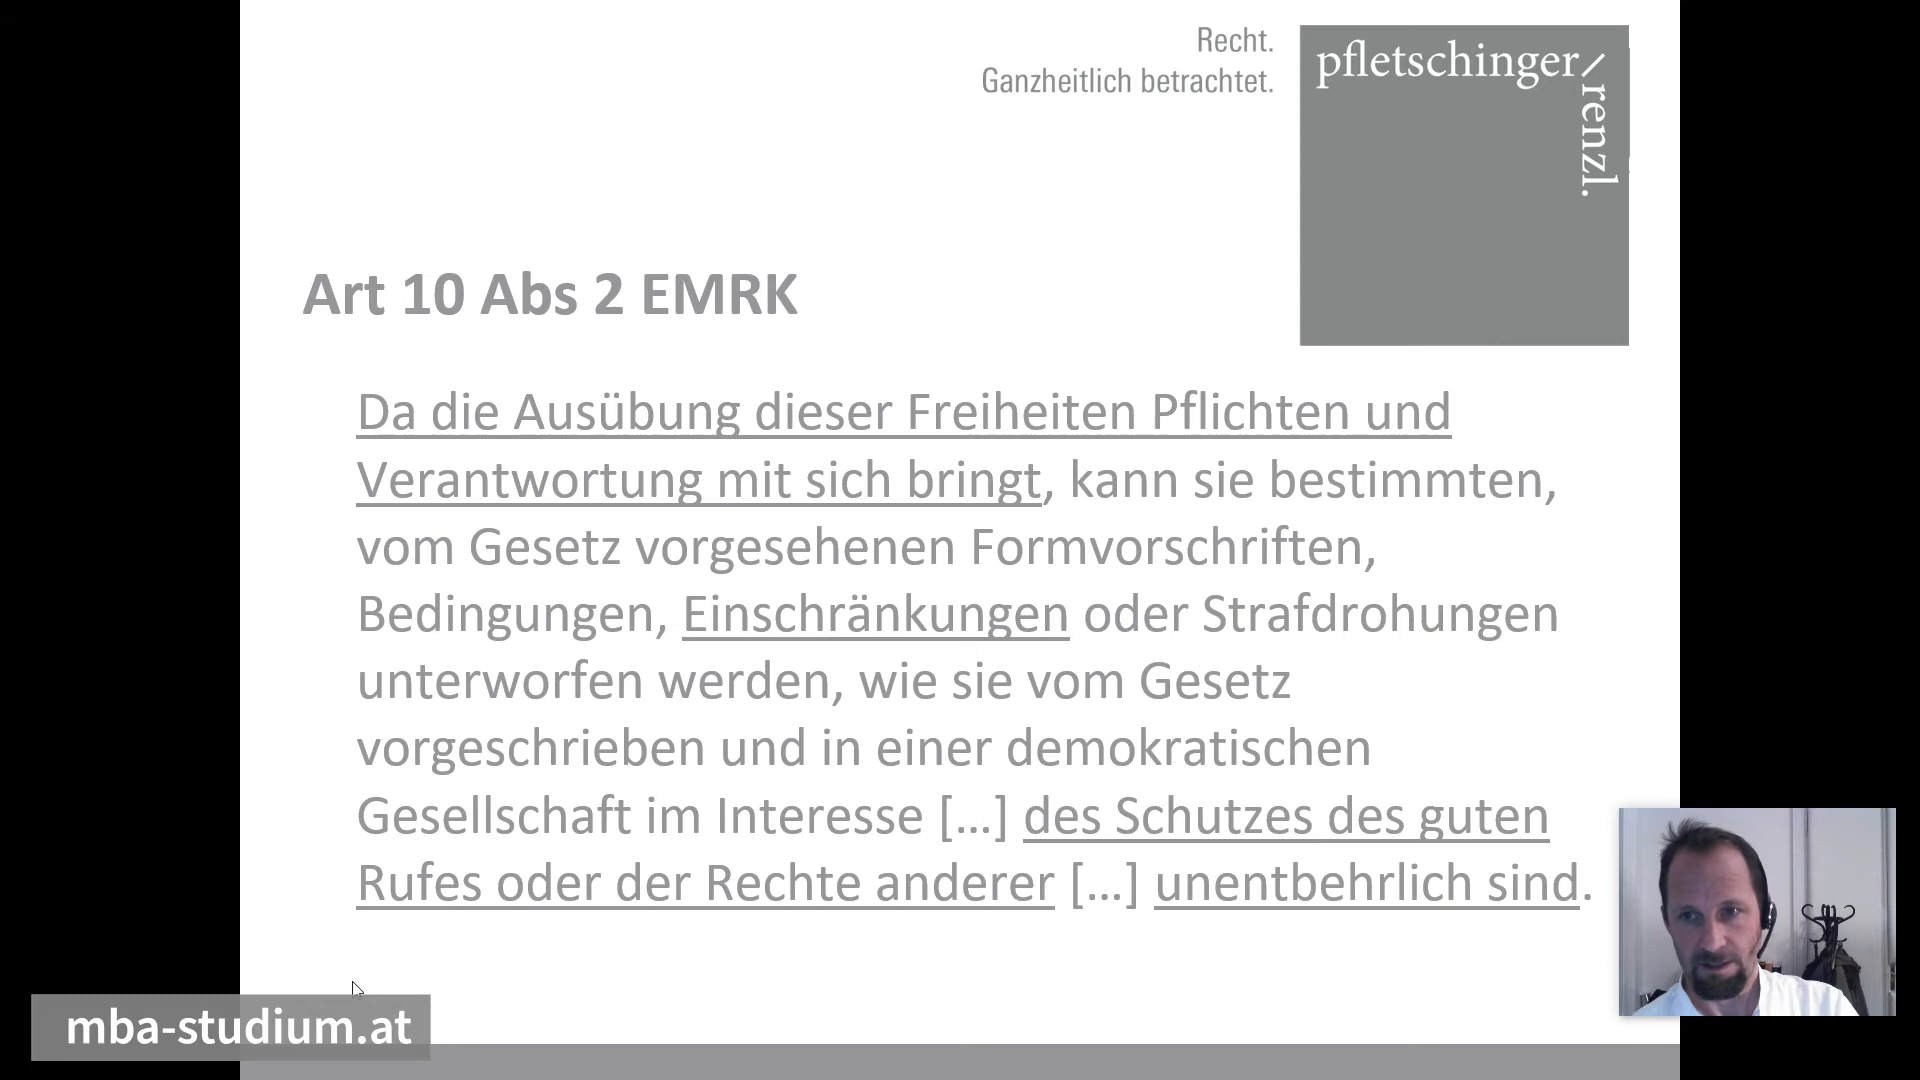 Recht.
Ganzheitlich betrachtet.
pfletschinger/
renzl.
Art 10 Abs 2 EMRK
Da die Ausübung dieser Freiheiten Pflichten und
Verantwortung mit sich bringt, kann sie bestimmten,
vom Gesetz vorgesehenen Formvorschriften,
Bedingungen, Einschränkungen oder Strafdrohungen
unterworfen werden, wie sie vom Gesetz
vorgeschrieben und in einer demokratischen
Gesellschaft im Interesse […] des Schutzes des guten
Rufes oder der Rechte anderer […] unentbehrlich sind.
mba-studium.at